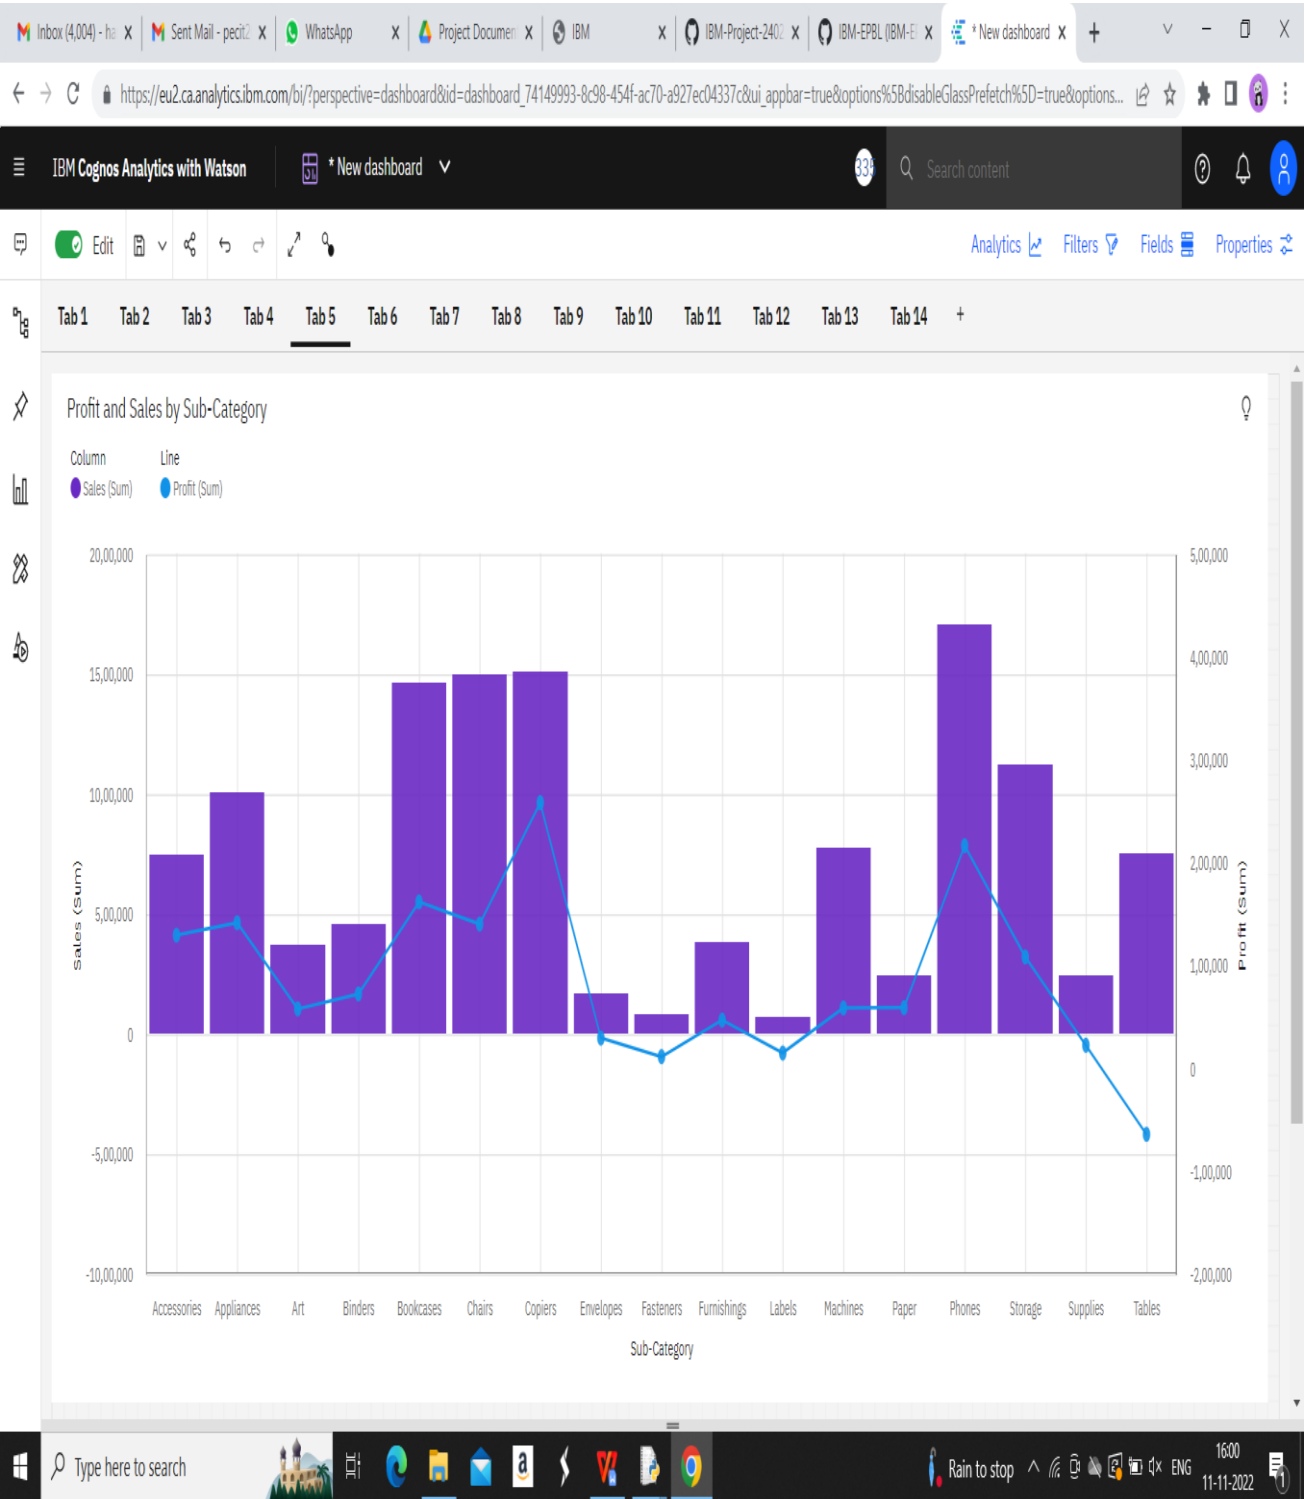 Inbox (4,004) - ha
Sent Mail - pecit2
WhatsApp
Project Documen
IBM
IBM-Project-2402
IBM-EPBL (IBM-E
* New dashboard
https://eu2.ca.analytics.ibm.com/bi/?perspective=dashboard&id=dashboard_74149993-8c98-454f-ac70-a927ec04337c&ui_appbar=true&options%5BdisableGlassPrefetch%5D=true&options...
IBM Cognos Analytics with Watson
* New dashboard
335
Search content
Edit
Analytics
Filters
Fields
Properties
Tab 1 Tab 2 Tab 3 Tab 4 Tab 5 Tab 6 Tab 7 Tab 8 Tab 9 Tab 10 Tab 11 Tab 12 Tab 13 Tab 14 +
Profit and Sales by Sub-Category
Column Line
Sales (Sum) Profit (Sum)
20,00,000
15,00,000
10,00,000
5,00,000
0
-5,00,000
-10,00,000
Sales (Sum)
5,00,000
4,00,000
3,00,000
2,00,000
1,00,000
0
-1,00,000
-2,00,000
Profit (Sum)
Accessories Appliances Art Binders Bookcases Chairs Copiers Envelopes Fasteners Furnishings Labels Machines Paper Phones Storage Supplies Tables
Sub-Category
Type here to search
Rain to stop
ENG
16:00
11-11-2022
1